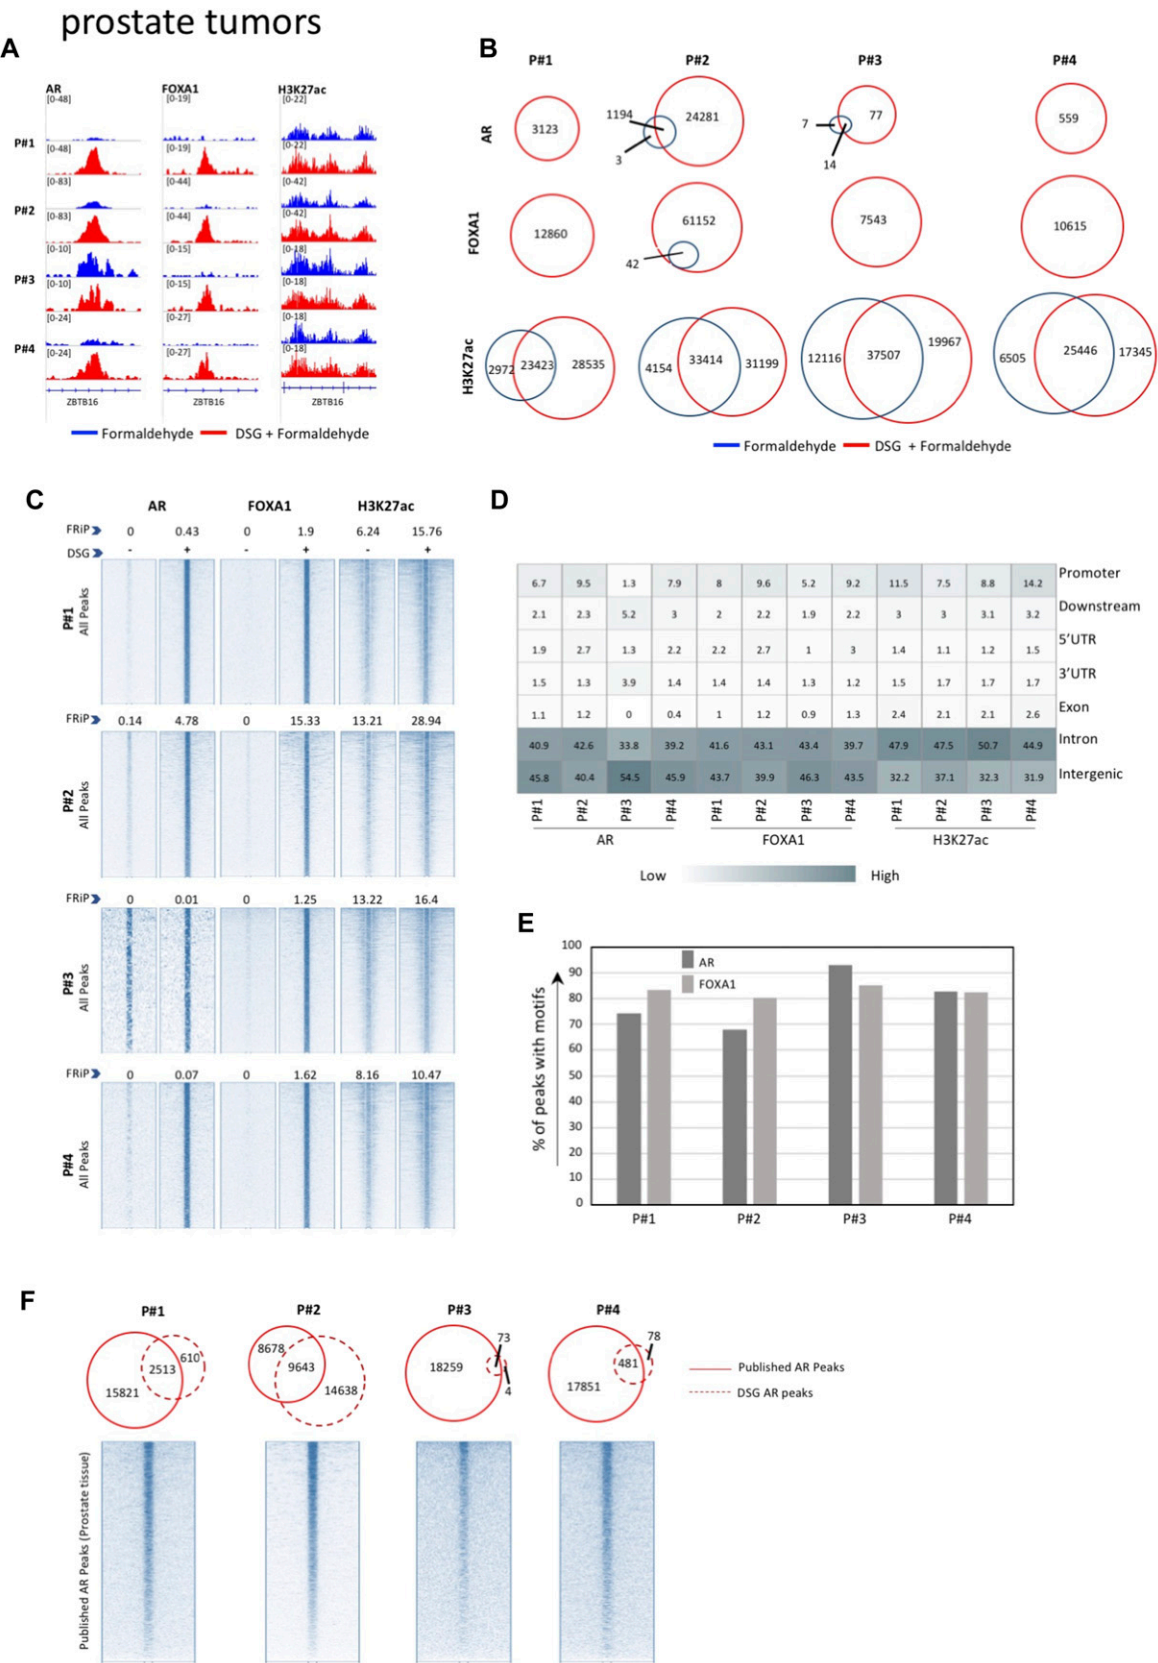 prostate tumors
A
AR FOXA1 H3K27ac
[0-48] [0-19] [0-22]
P#1
[0-48] [0-19] [0-22]
[0-83] [0-44] [0-42]
P#2
[0-83] [0-44] [0-42]
[0-10] [0-15] [0-18]
P#3
[0-10] [0-15] [0-18]
[0-24] [0-27] [0-18]
P#4
[0-24] [0-27] [0-18]
ZBTB16 ZBTB16 ZBTB16
Formaldehyde DSG + Formaldehyde
B
P#1 P#2 P#3 P#4
AR
3123 1194 24281 3 7 77 14 559
FOXA1
12860 61152 42 7543 10615
H3K27ac
2972 23423 28535 4154 33414 31199 12116 37507 19967 6505 25446 17345
Formaldehyde DSG + Formaldehyde
C
AR FOXA1 H3K27ac
FRiP 0 0.43 0 1.9 6.24 15.76
DSG - + - + - +
P#1
All Peaks
FRiP 0.14 4.78 0 15.33 13.21 28.94
P#2
All Peaks
FRiP 0 0.01 0 1.25 13.22 16.4
P#3
All Peaks
FRiP 0 0.07 0 1.62 8.16 10.47
P#4
All Peaks
D
6.7 9.5 1.3 7.9 8 9.6 5.2 9.2 11.5 7.5 8.8 14.2 Promoter
2.1 2.3 5.2 3 2 2.2 1.9 2.2 3 3 3.1 3.2 Downstream
1.9 2.7 1.3 2.2 2.2 2.7 1 3 1.4 1.1 1.2 1.5 5'UTR
1.5 1.3 3.9 1.4 1.4 1.4 1.3 1.2 1.5 1.7 1.7 1.7 3'UTR
1.1 1.2 0 0.4 1 1.2 0.9 1.3 2.4 2.1 2.1 2.6 Exon
40.9 42.6 33.8 39.2 41.6 43.1 43.4 39.7 47.9 47.5 50.7 44.9 Intron
45.8 40.4 54.5 45.9 43.7 39.9 46.3 43.5 32.2 37.1 32.3 31.9 Intergenic
P#1 P#2 P#3 P#4 P#1 P#2 P#3 P#4 P#1 P#2 P#3 P#4
AR FOXA1 H3K27ac
Low High
E
% of peaks with motifs
100
90
80
70
60
50
40
30
20
10
0
AR
FOXA1
P#1 P#2 P#3 P#4
F
P#1 P#2 P#3 P#4
15821 2513 610
8678 9643 14638
18259 73 4
17851 481 78
Published AR Peaks
DSG AR peaks
Published AR Peaks (Prostate tissue)